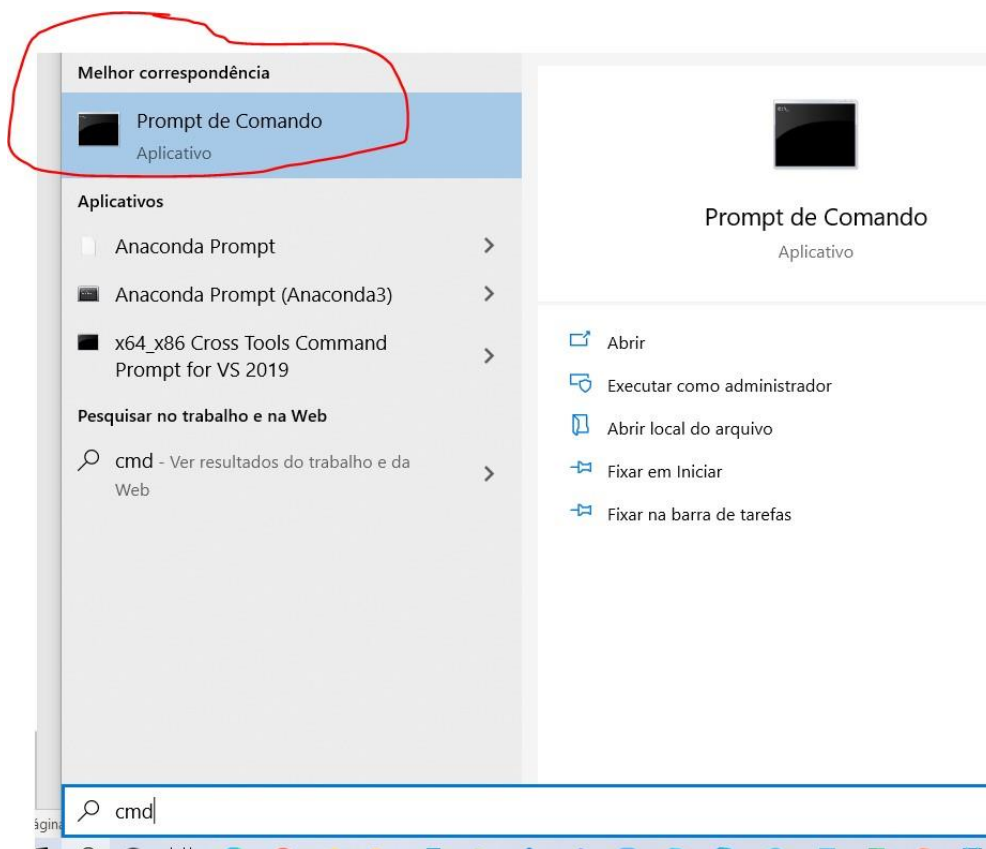 Melhor correspondência
Prompt de Comando
Aplicativo
Aplicativos
Anaconda Prompt
Anaconda Prompt (Anaconda3)
x64_x86 Cross Tools Command
Prompt for VS 2019
Pesquisar no trabalho e na Web
cmd - Ver resultados do trabalho e da
Web
Prompt de Comando
Aplicativo
Abrir
Executar como administrador
Abrir local do arquivo
Fixar em Iniciar
Fixar na barra de tarefas
cmd